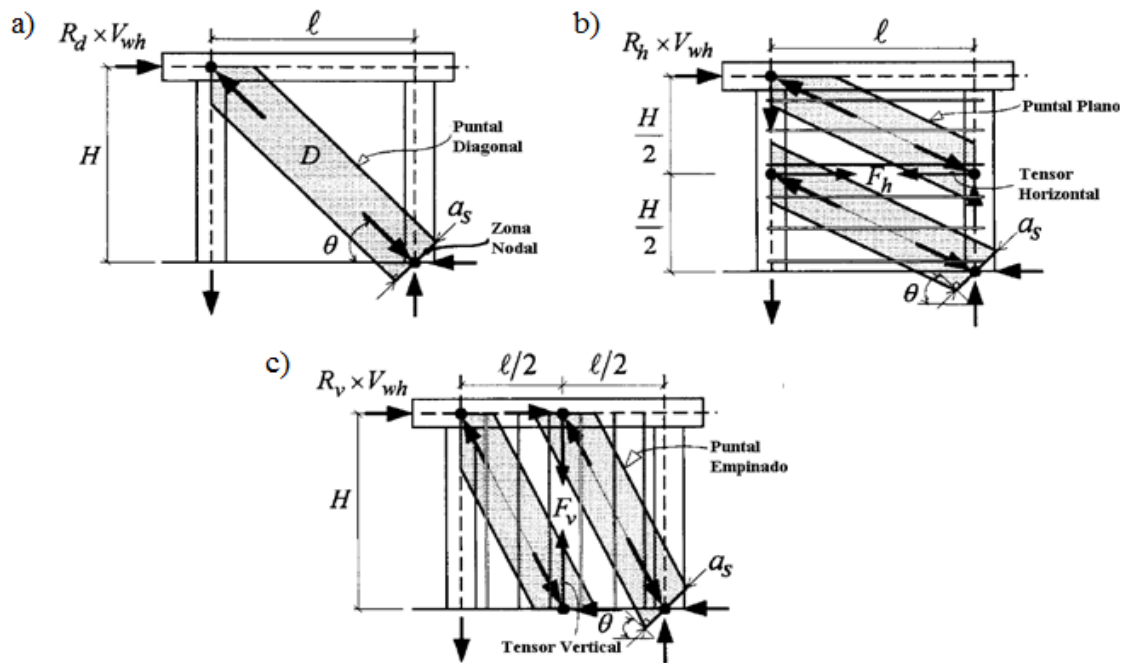 a)
R_d × V_wh
ℓ
H
Puntal
Diagonal
D
a_s
Zona
Nodal
θ
b)
R_h × V_wh
ℓ
Puntal Plano
H/2
F_h
Tensor
Horizontal
H/2
a_s
θ
c)
R_v × V_wh
ℓ/2
ℓ/2
Puntal
Empinado
H
F_v
a_s
θ
Tensor Vertical